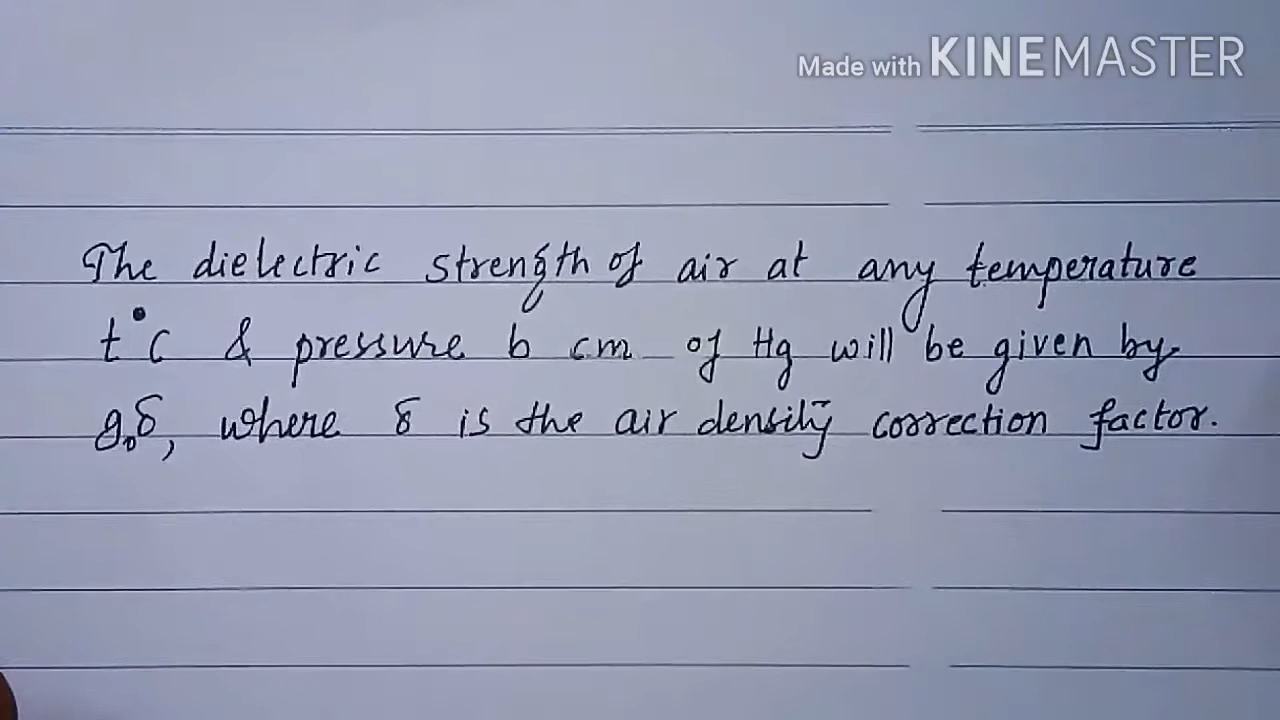 Made with KINEMASTER
The dielectric strength of air at any temperature
t°c & pressure b cm of Hg will be given by
g₀δ, where δ is the air density correction factor.